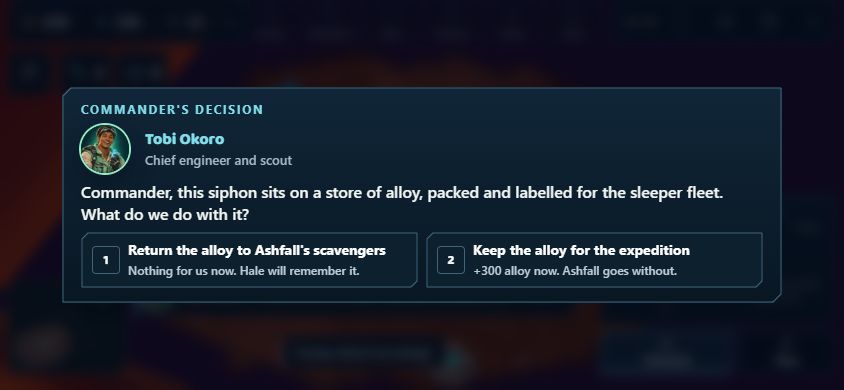 COMMANDER'S DECISION
Tobi Okoro
Chief engineer and scout
Commander, this siphon sits on a store of alloy, packed and labelled for the sleeper fleet.
What do we do with it?
1
Return the alloy to Ashfall's scavengers
Nothing for us now. Hale will remember it.
2
Keep the alloy for the expedition
+300 alloy now. Ashfall goes without.